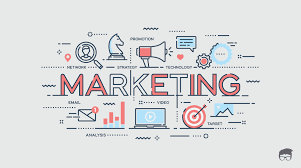 PROMOTION
NETWORK STRATEGY TECHNOLOGY
MARKETING
EMAIL VIDEO TARGET
ANALYSIS